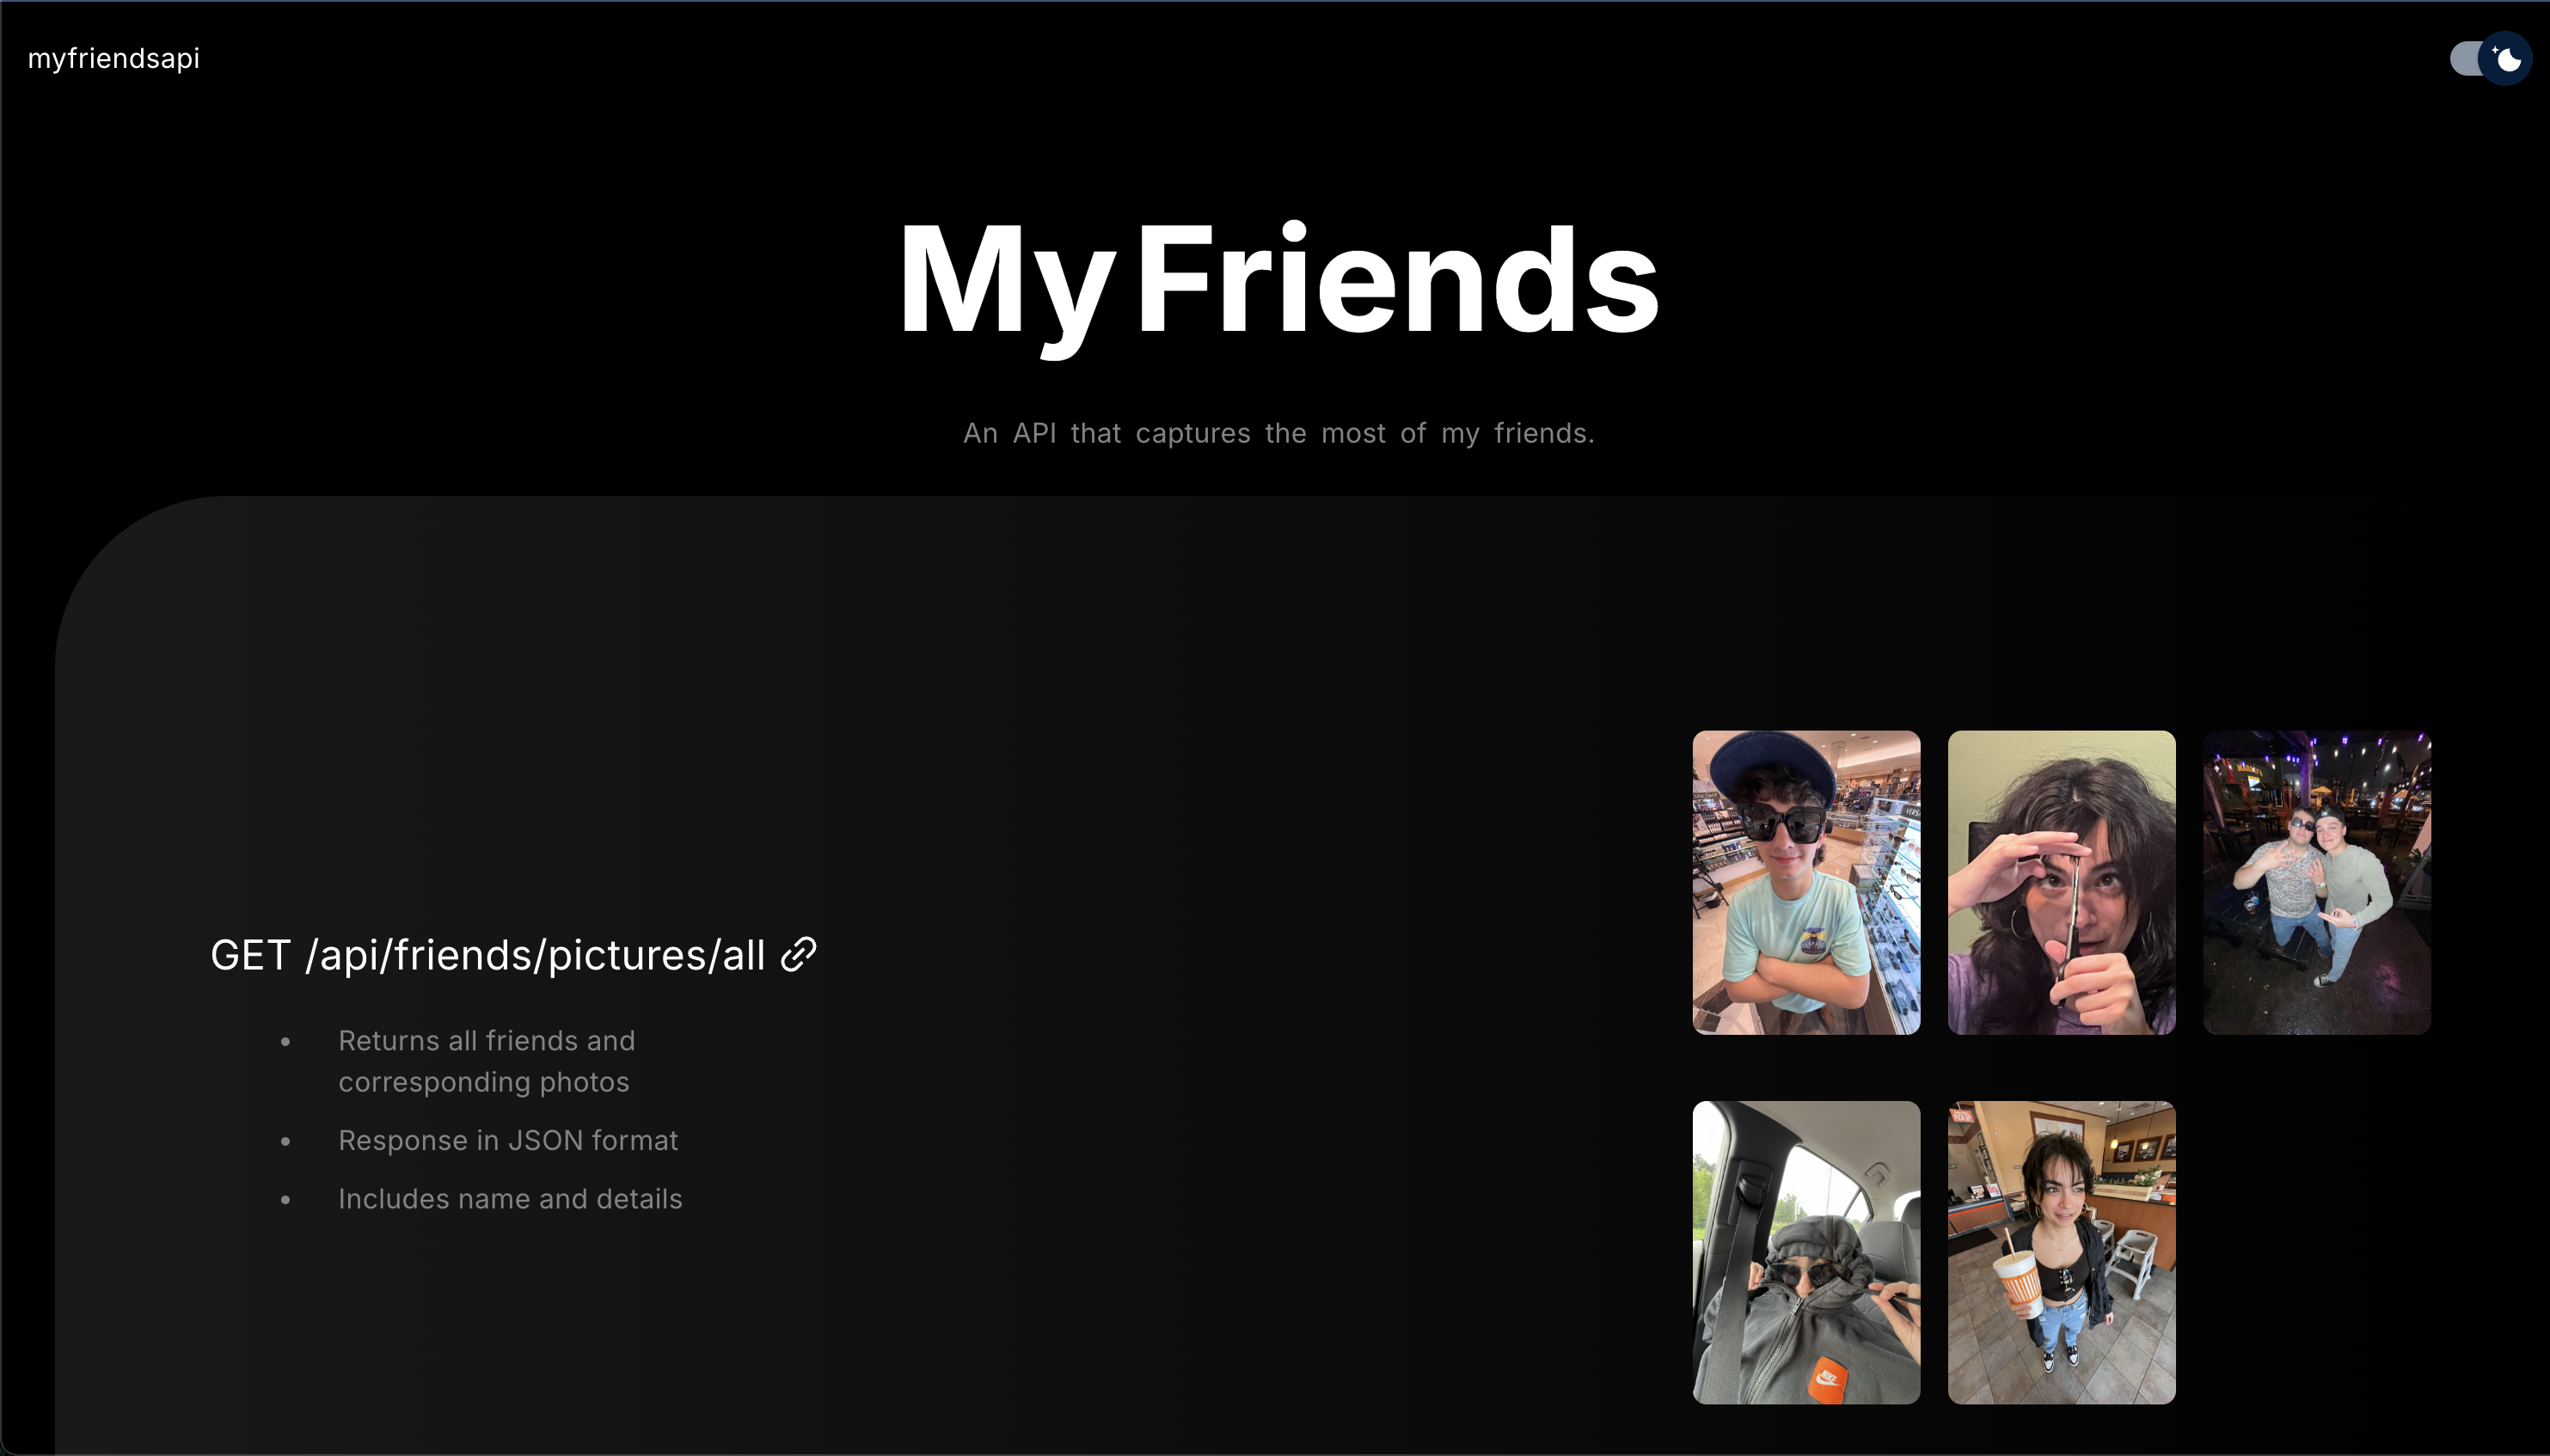 myfriendsapi
My Friends
An API that captures the most of my friends.
GET /api/friends/pictures/all
• Returns all friends and
corresponding photos
• Response in JSON format
• Includes name and details
NIKE